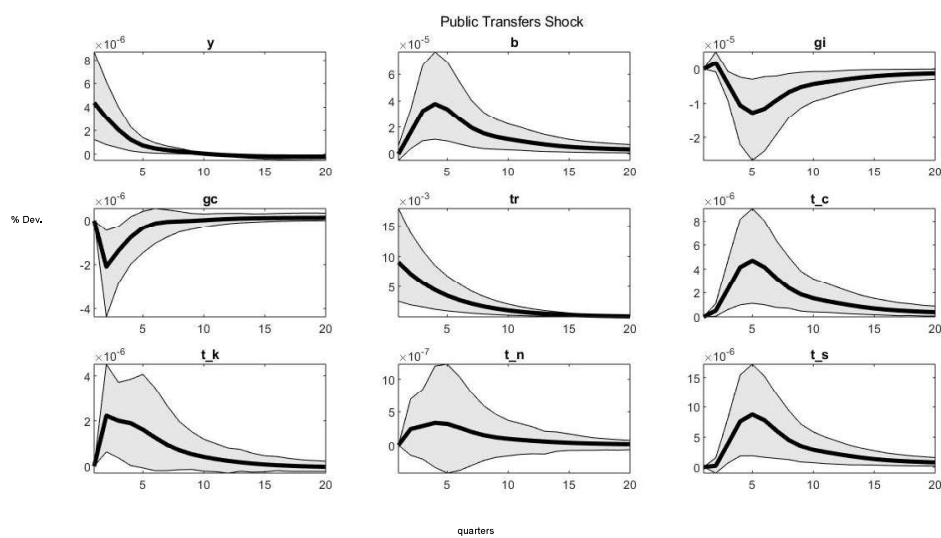 Public Transfers Shock
×10⁻⁶ y
8
6
4
2
0
5 10 15 20
×10⁻⁵ b
6
4
2
0
5 10 15 20
×10⁻⁵ gi
0
-1
-2
5 10 15 20
% Dev.
×10⁻⁶ gc
0
-2
-4
5 10 15 20
×10⁻³ tr
15
10
5
5 10 15 20
×10⁻⁶ t_c
8
6
4
2
0
5 10 15 20
×10⁻⁶ t_k
4
2
0
5 10 15 20
×10⁻⁷ t_n
10
5
0
5 10 15 20
×10⁻⁶ t_s
15
10
5
0
5 10 15 20
quarters